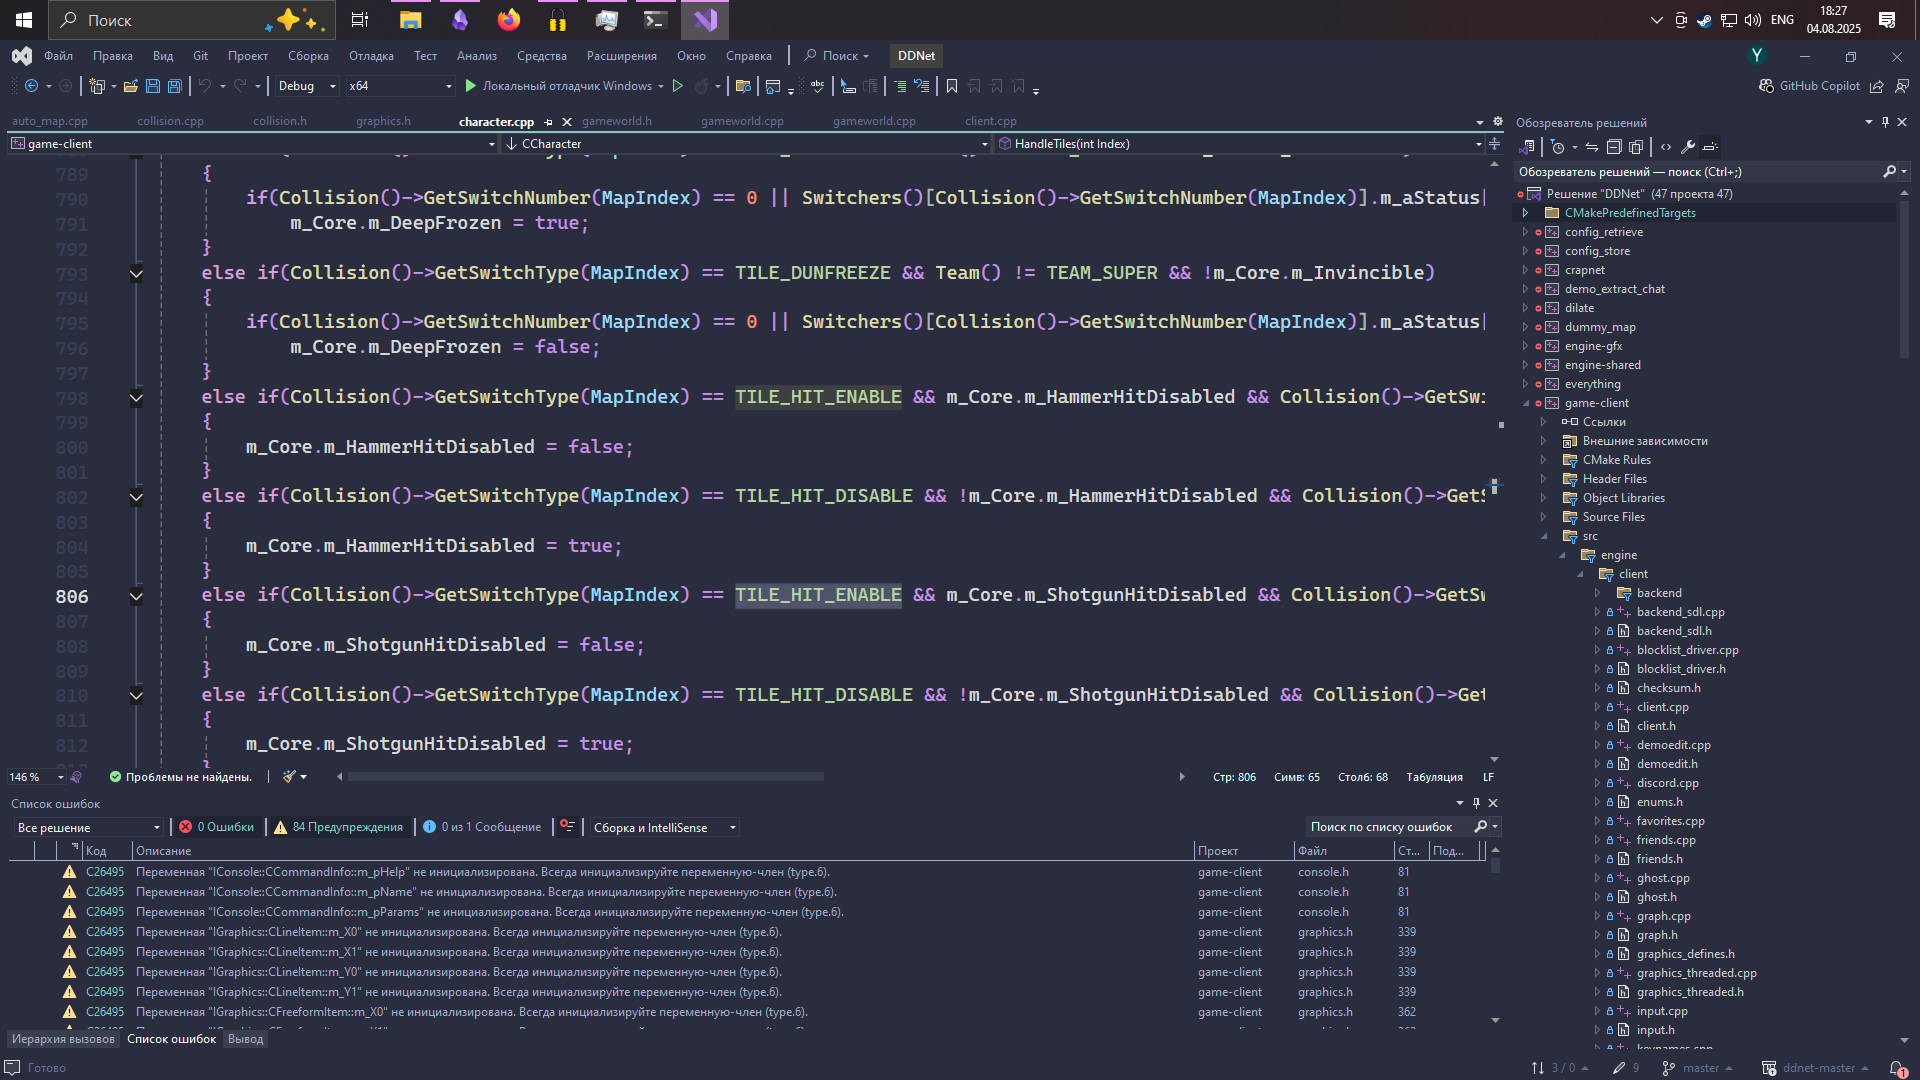 Поиск
ENG
18:27
04.08.2025
Файл Правка Вид Git Проект Сборка Отладка Тест Анализ Средства Расширения Окно Справка Поиск DDNet
Y
Debug x64 Локальный отладчик Windows GitHub Copilot
auto_map.cpp collision.cpp collision.h graphics.h character.cpp gameworld.h gameworld.cpp gameworld.cpp client.cpp
game-client CCharacter HandleTiles(int Index)
789 {
790 if(Collision()->GetSwitchNumber(MapIndex) == 0 || Switchers()[Collision()->GetSwitchNumber(MapIndex)].m_aStatus[
791 m_Core.m_DeepFrozen = true;
792 }
793 else if(Collision()->GetSwitchType(MapIndex) == TILE_DUNFREEZE && Team() != TEAM_SUPER && !m_Core.m_Invincible)
794 {
795 if(Collision()->GetSwitchNumber(MapIndex) == 0 || Switchers()[Collision()->GetSwitchNumber(MapIndex)].m_aStatus[
796 m_Core.m_DeepFrozen = false;
797 }
798 else if(Collision()->GetSwitchType(MapIndex) == TILE_HIT_ENABLE && m_Core.m_HammerHitDisabled && Collision()->GetSwi
799 {
800 m_Core.m_HammerHitDisabled = false;
801 }
802 else if(Collision()->GetSwitchType(MapIndex) == TILE_HIT_DISABLE && !m_Core.m_HammerHitDisabled && Collision()->GetS
803 {
804 m_Core.m_HammerHitDisabled = true;
805 }
806 else if(Collision()->GetSwitchType(MapIndex) == TILE_HIT_ENABLE && m_Core.m_ShotgunHitDisabled && Collision()->GetSw
807 {
808 m_Core.m_ShotgunHitDisabled = false;
809 }
810 else if(Collision()->GetSwitchType(MapIndex) == TILE_HIT_DISABLE && !m_Core.m_ShotgunHitDisabled && Collision()->Get
811 {
812 m_Core.m_ShotgunHitDisabled = true;
146 % Проблемы не найдены. Стр: 806 Симв: 65 Столб: 68 Табуляция LF
Список ошибок
Все решение 0 Ошибки 84 Предупреждения 0 из 1 Сообщение Сборка и IntelliSense Поиск по списку ошибок
Код Описание Проект Файл Ст... Под...
C26495 Переменная "IConsole::CCommandInfo::m_pHelp" не инициализирована. Всегда инициализируйте переменную-член (type.6). game-client console.h 81
C26495 Переменная "IConsole::CCommandInfo::m_pName" не инициализирована. Всегда инициализируйте переменную-член (type.6). game-client console.h 81
C26495 Переменная "IConsole::CCommandInfo::m_pParams" не инициализирована. Всегда инициализируйте переменную-член (type.6). game-client console.h 81
C26495 Переменная "IGraphics::CLineItem::m_X0" не инициализирована. Всегда инициализируйте переменную-член (type.6). game-client graphics.h 339
C26495 Переменная "IGraphics::CLineItem::m_X1" не инициализирована. Всегда инициализируйте переменную-член (type.6). game-client graphics.h 339
C26495 Переменная "IGraphics::CLineItem::m_Y0" не инициализирована. Всегда инициализируйте переменную-член (type.6). game-client graphics.h 339
C26495 Переменная "IGraphics::CLineItem::m_Y1" не инициализирована. Всегда инициализируйте переменную-член (type.6). game-client graphics.h 339
C26495 Переменная "IGraphics::CFreeformItem::m_X0" не инициализирована. Всегда инициализируйте переменную-член (type.6). game-client graphics.h 362
Иерархия вызовов Список ошибок Вывод
Обозреватель решений
Обозреватель решений — поиск (Ctrl+;)
Решение "DDNet" (47 проекта 47)
CMakePredefinedTargets
config_retrieve
config_store
crapnet
demo_extract_chat
dilate
dummy_map
engine-gfx
engine-shared
everything
game-client
Ссылки
Внешние зависимости
CMake Rules
Header Files
Object Libraries
Source Files
src
engine
client
backend
backend_sdl.cpp
backend_sdl.h
blocklist_driver.cpp
blocklist_driver.h
checksum.h
client.cpp
client.h
demoedit.cpp
demoedit.h
discord.cpp
enums.h
favorites.cpp
friends.cpp
friends.h
ghost.cpp
ghost.h
graph.cpp
graph.h
graphics_defines.h
graphics_threaded.cpp
graphics_threaded.h
input.cpp
input.h
keynames.cpp
Готово 3 / 0 9 master ddnet-master 1